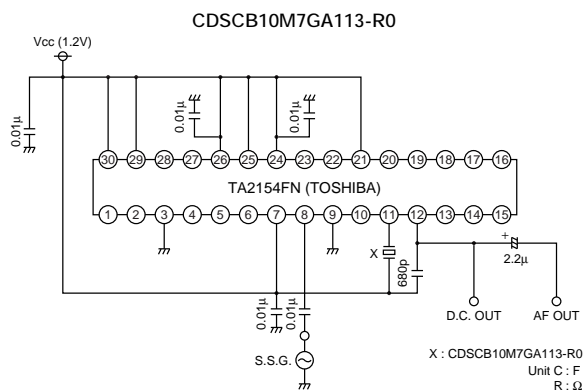 CDSCB10M7GA113-R0
Vcc (1.2V)
0.01μ
0.01μ
0.01μ
30 29 28 27 26 25 24 23 22 21 20 19 18 17 16
TA2154FN (TOSHIBA)
1 2 3 4 5 6 7 8 9 10 11 12 13 14 15
X
680p
+
2.2μ
0.01μ
0.01μ
D.C. OUT
AF OUT
S.S.G.
X : CDSCB10M7GA113-R0
Unit C : F
R : Ω